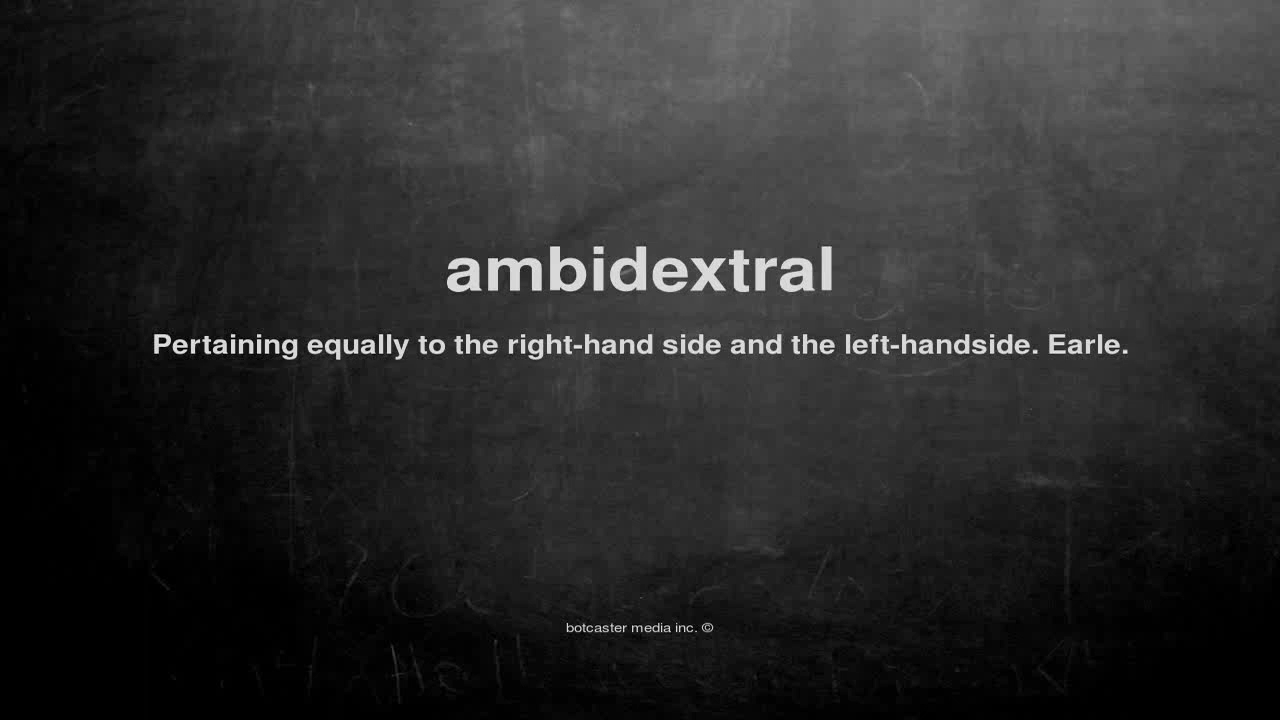 ambidextral
Pertaining equally to the right-hand side and the left-handside. Earle.
botcaster media inc. ©